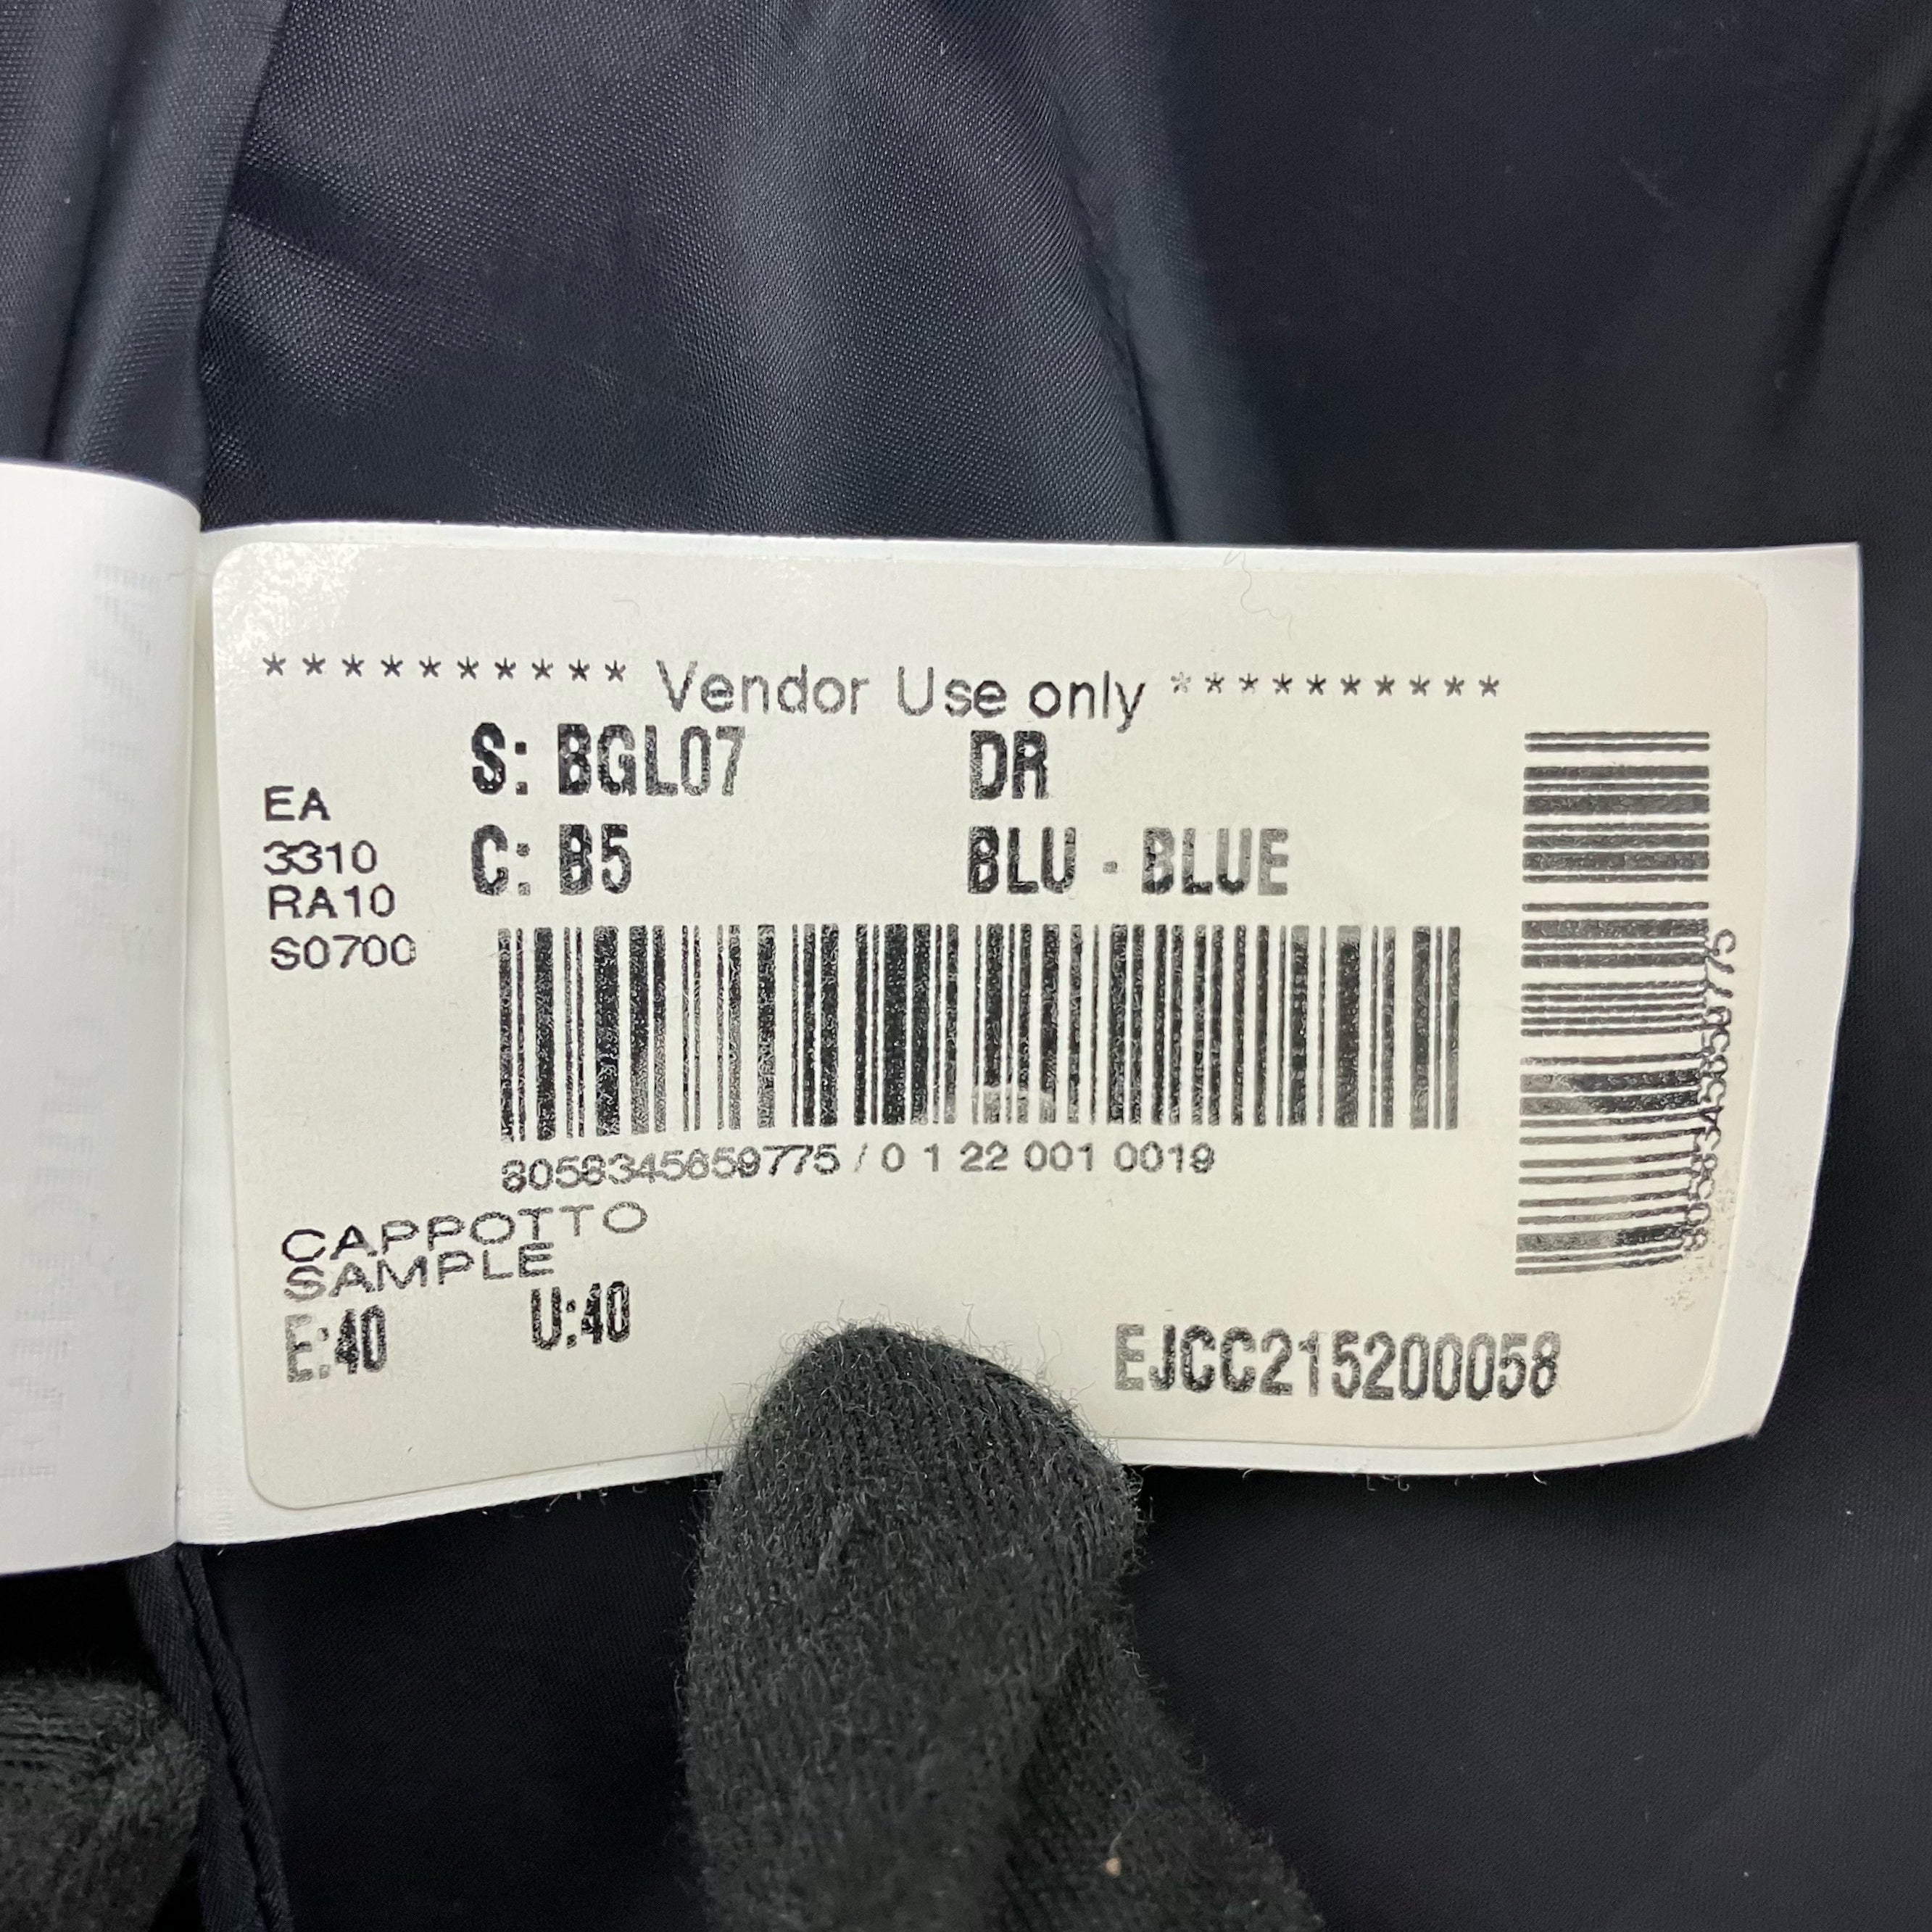 ********** Vendor Use only **********
S: BGL07 DR
EA
C: B5 BLU - BLUE
3310
RA10
S0700
8058345659775 / 0 1 22 001 0019
8058345659775
CAPPOTTO
SAMPLE
E:40 U:40
EJCC215200058